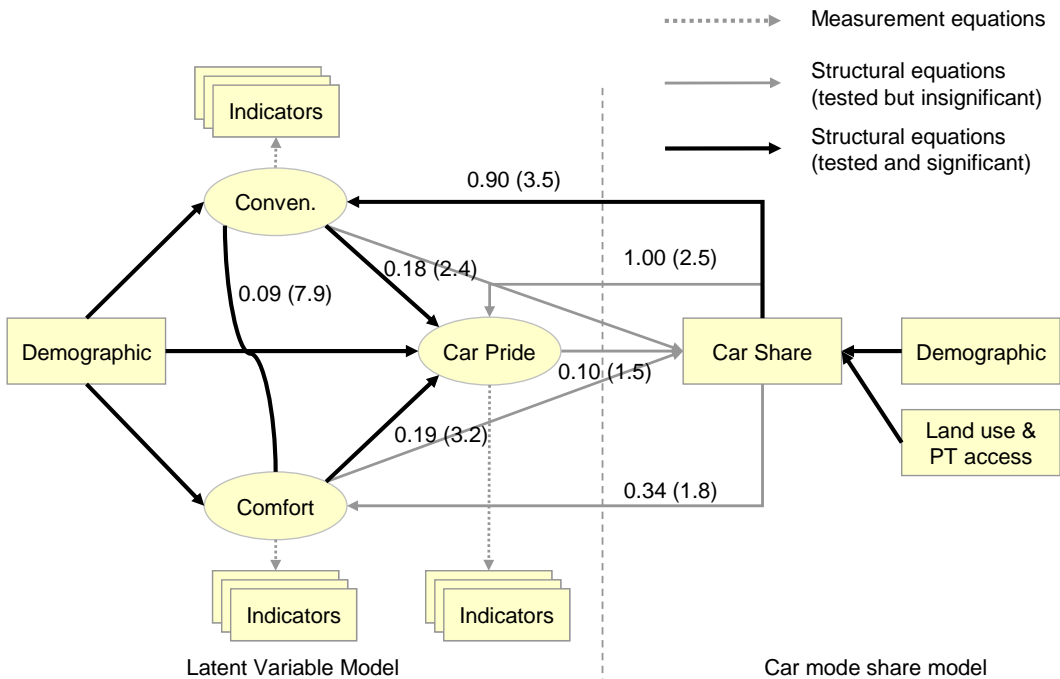 Measurement equations
Structural equations
(tested but insignificant)
Structural equations
(tested and significant)
Indicators
Conven.
0.90 (3.5)
0.18 (2.4)
1.00 (2.5)
0.09 (7.9)
Demographic
Car Pride
Car Share
Demographic
0.10 (1.5)
0.19 (3.2)
Land use &
PT access
Comfort
0.34 (1.8)
Indicators
Indicators
Latent Variable Model
Car mode share model